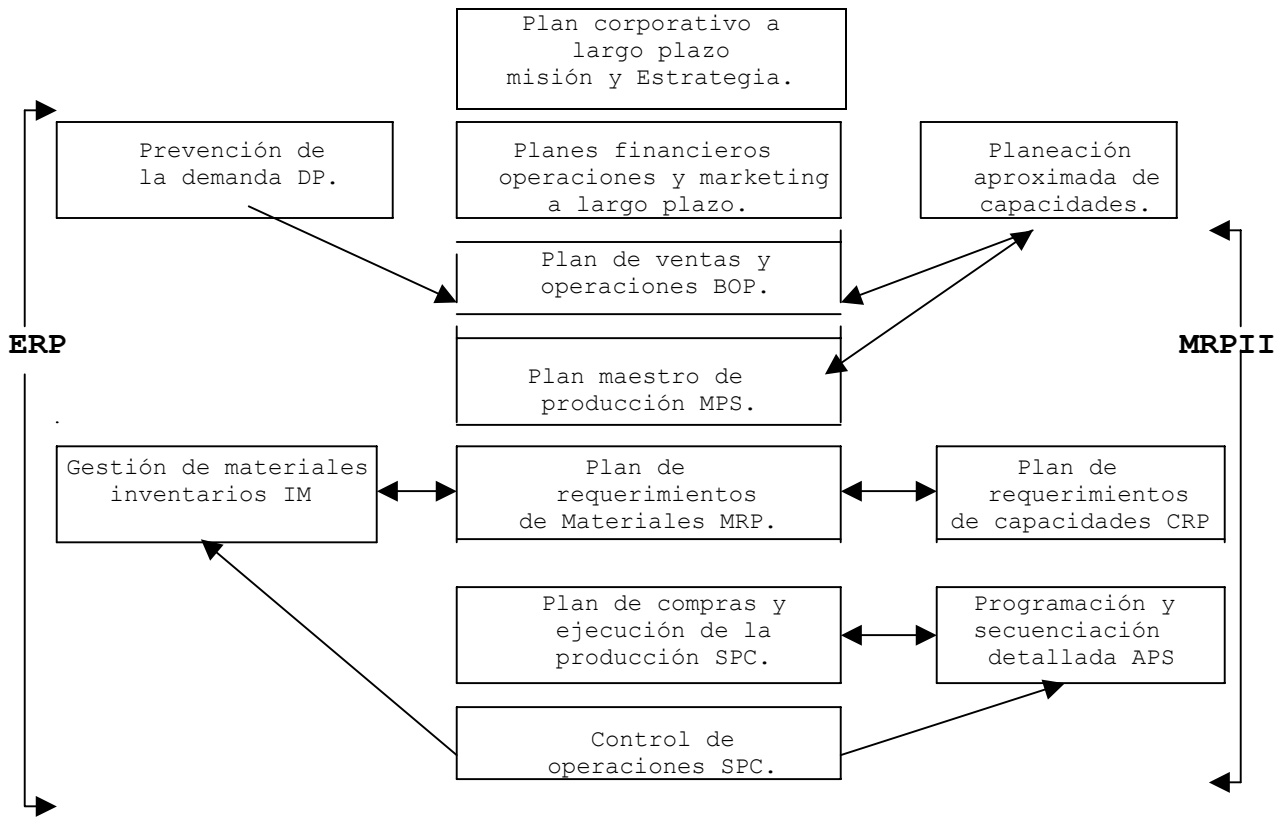 Plan corporativo a
largo plazo
misión y Estrategia.
Prevención de
la demanda DP.
Planes financieros
operaciones y marketing
a largo plazo.
Planeación
aproximada de
capacidades.
Plan de ventas y
operaciones BOP.
ERP
MRPII
Plan maestro de
producción MPS.
Gestión de materiales
inventarios IM
Plan de
requerimientos
de Materiales MRP.
Plan de
requerimientos
de capacidades CRP
Plan de compras y
ejecución de la
producción SPC.
Programación y
secuenciación
detallada APS
Control de
operaciones SPC.